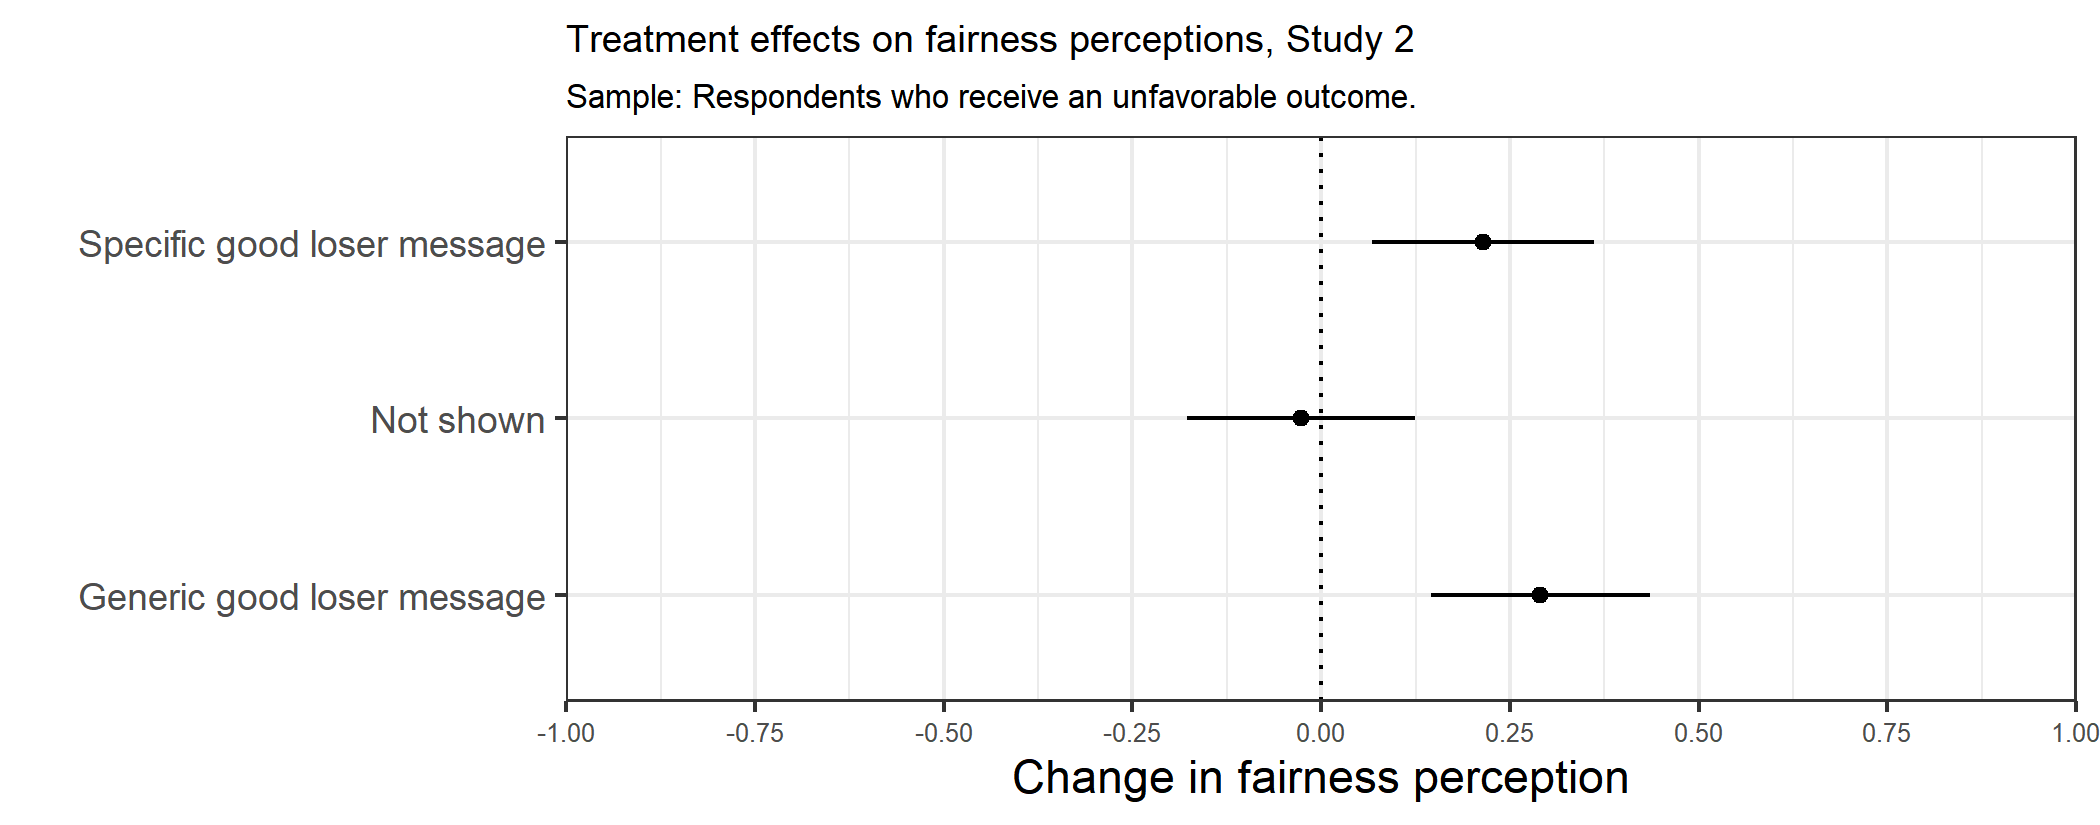 Treatment effects on fairness perceptions, Study 2
Sample: Respondents who receive an unfavorable outcome.
Specific good loser message
Not shown
Generic good loser message
-1.00 -0.75 -0.50 -0.25 0.00 0.25 0.50 0.75 1.00
Change in fairness perception